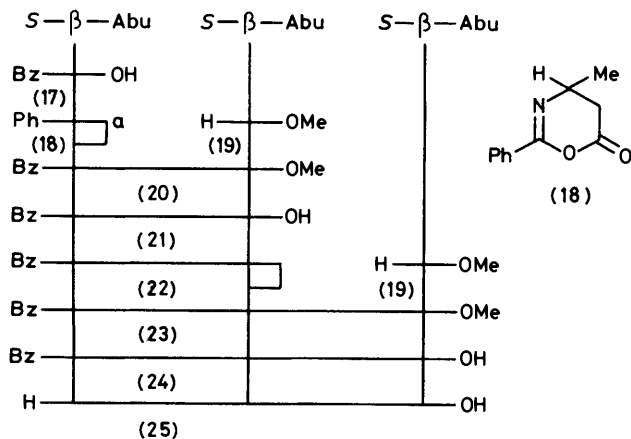 S – β – Abu S – β – Abu S – β – Abu
Bz OH
(17)
Ph a H OMe
(18) (19)
Bz OMe
(20)
Bz OH
(21)
Bz H OMe
(22) (19)
Bz OMe
(23)
Bz OH
(24)
H OH
(25)
H Me
N
Ph O O
(18)